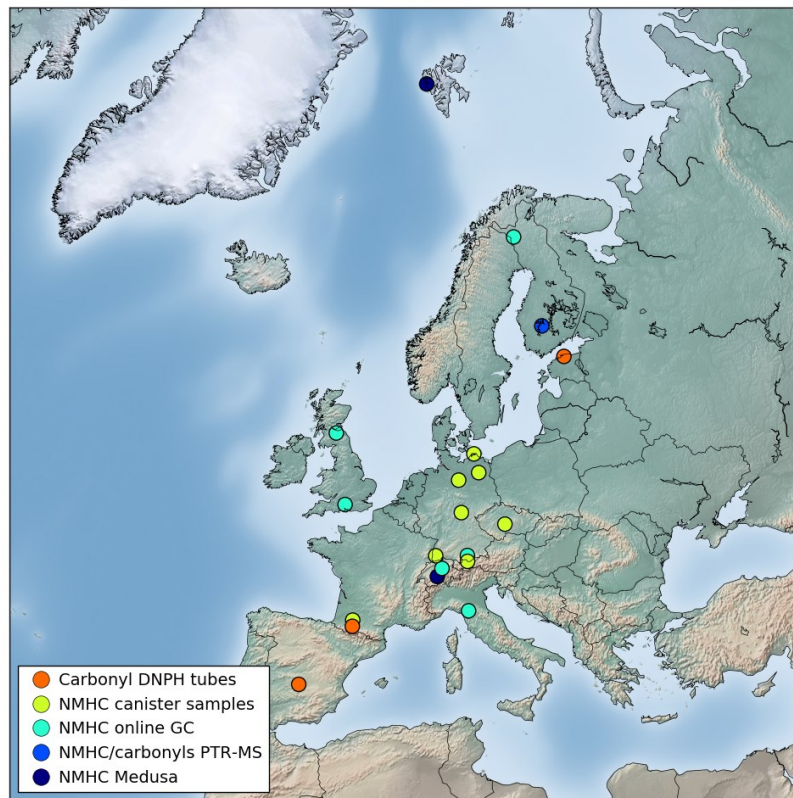 Carbonyl DNPH tubes
NMHC canister samples
NMHC online GC
NMHC/carbonyls PTR-MS
NMHC Medusa